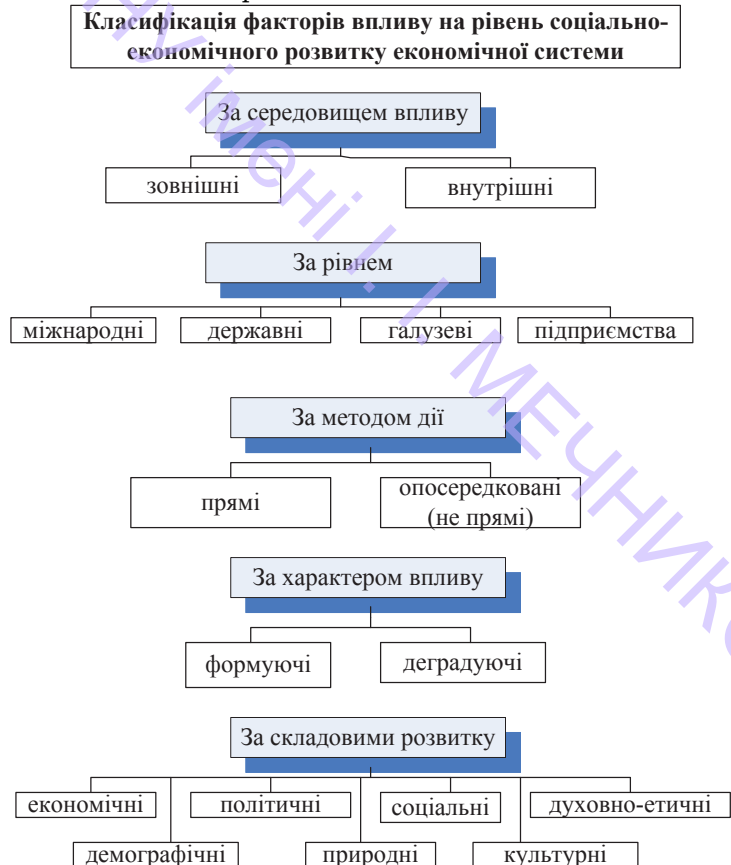 Класифікація факторів впливу на рівень соціально-
економічного розвитку економічної системи
За середовищем впливу
зовнішні
внутрішні
За рівнем
міжнародні
державні
галузеві
підприємства
За методом дії
прямі
опосередковані
(не прямі)
За характером впливу
формуючі
деградуючі
За складовими розвитку
економічні
політичні
соціальні
духовно-етичні
демографічні
природні
культурні
імені І. І. МЕЧНИКО